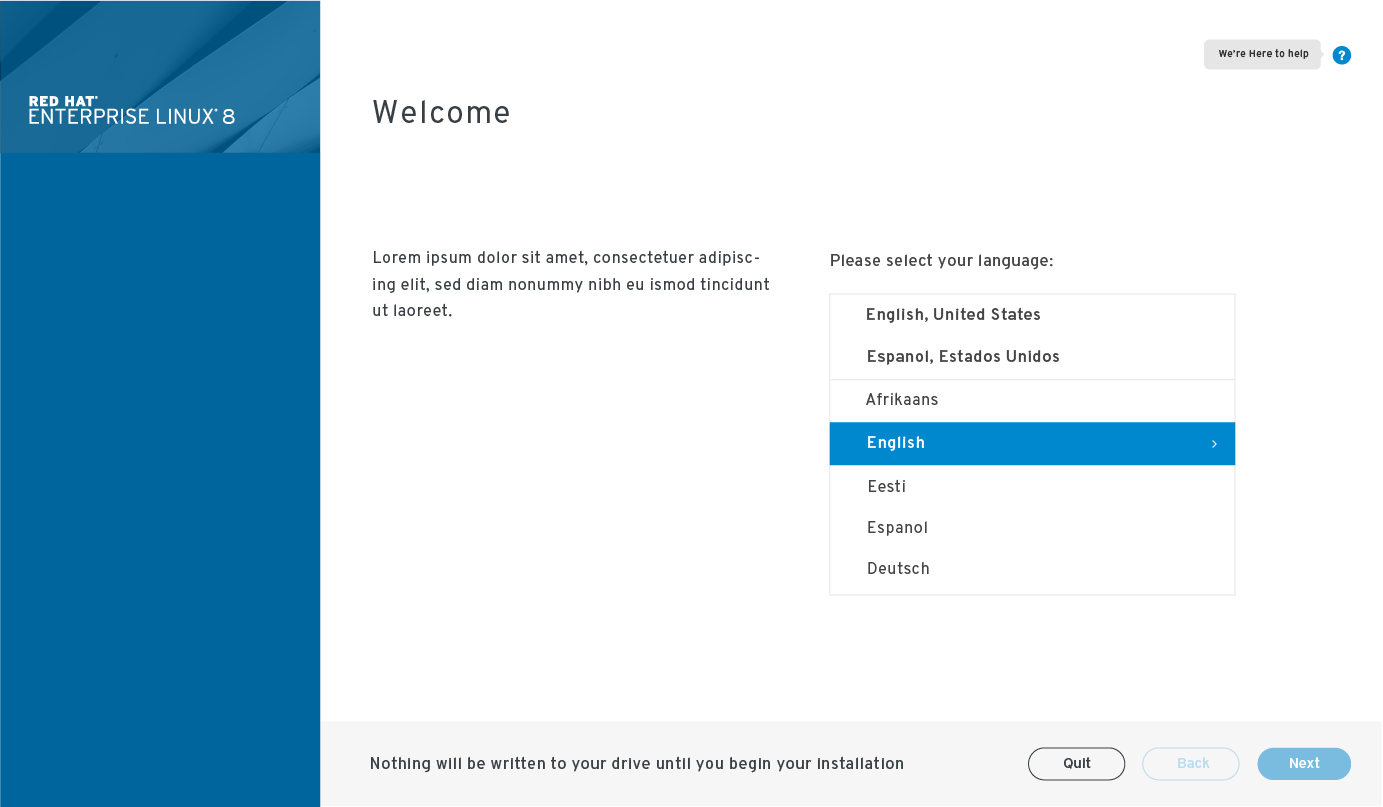 RED HAT®
ENTERPRISE LINUX® 8
We're Here to help
?
Welcome
Lorem ipsum dolor sit amet, consectetuer adipisc-
ing elit, sed diam nonummy nibh eu ismod tincidunt
ut laoreet.
Please select your language:
English, United States
Espanol, Estados Unidos
Afrikaans
English
Eesti
Espanol
Deutsch
Nothing will be written to your drive until you begin your installation
Quit
Back
Next